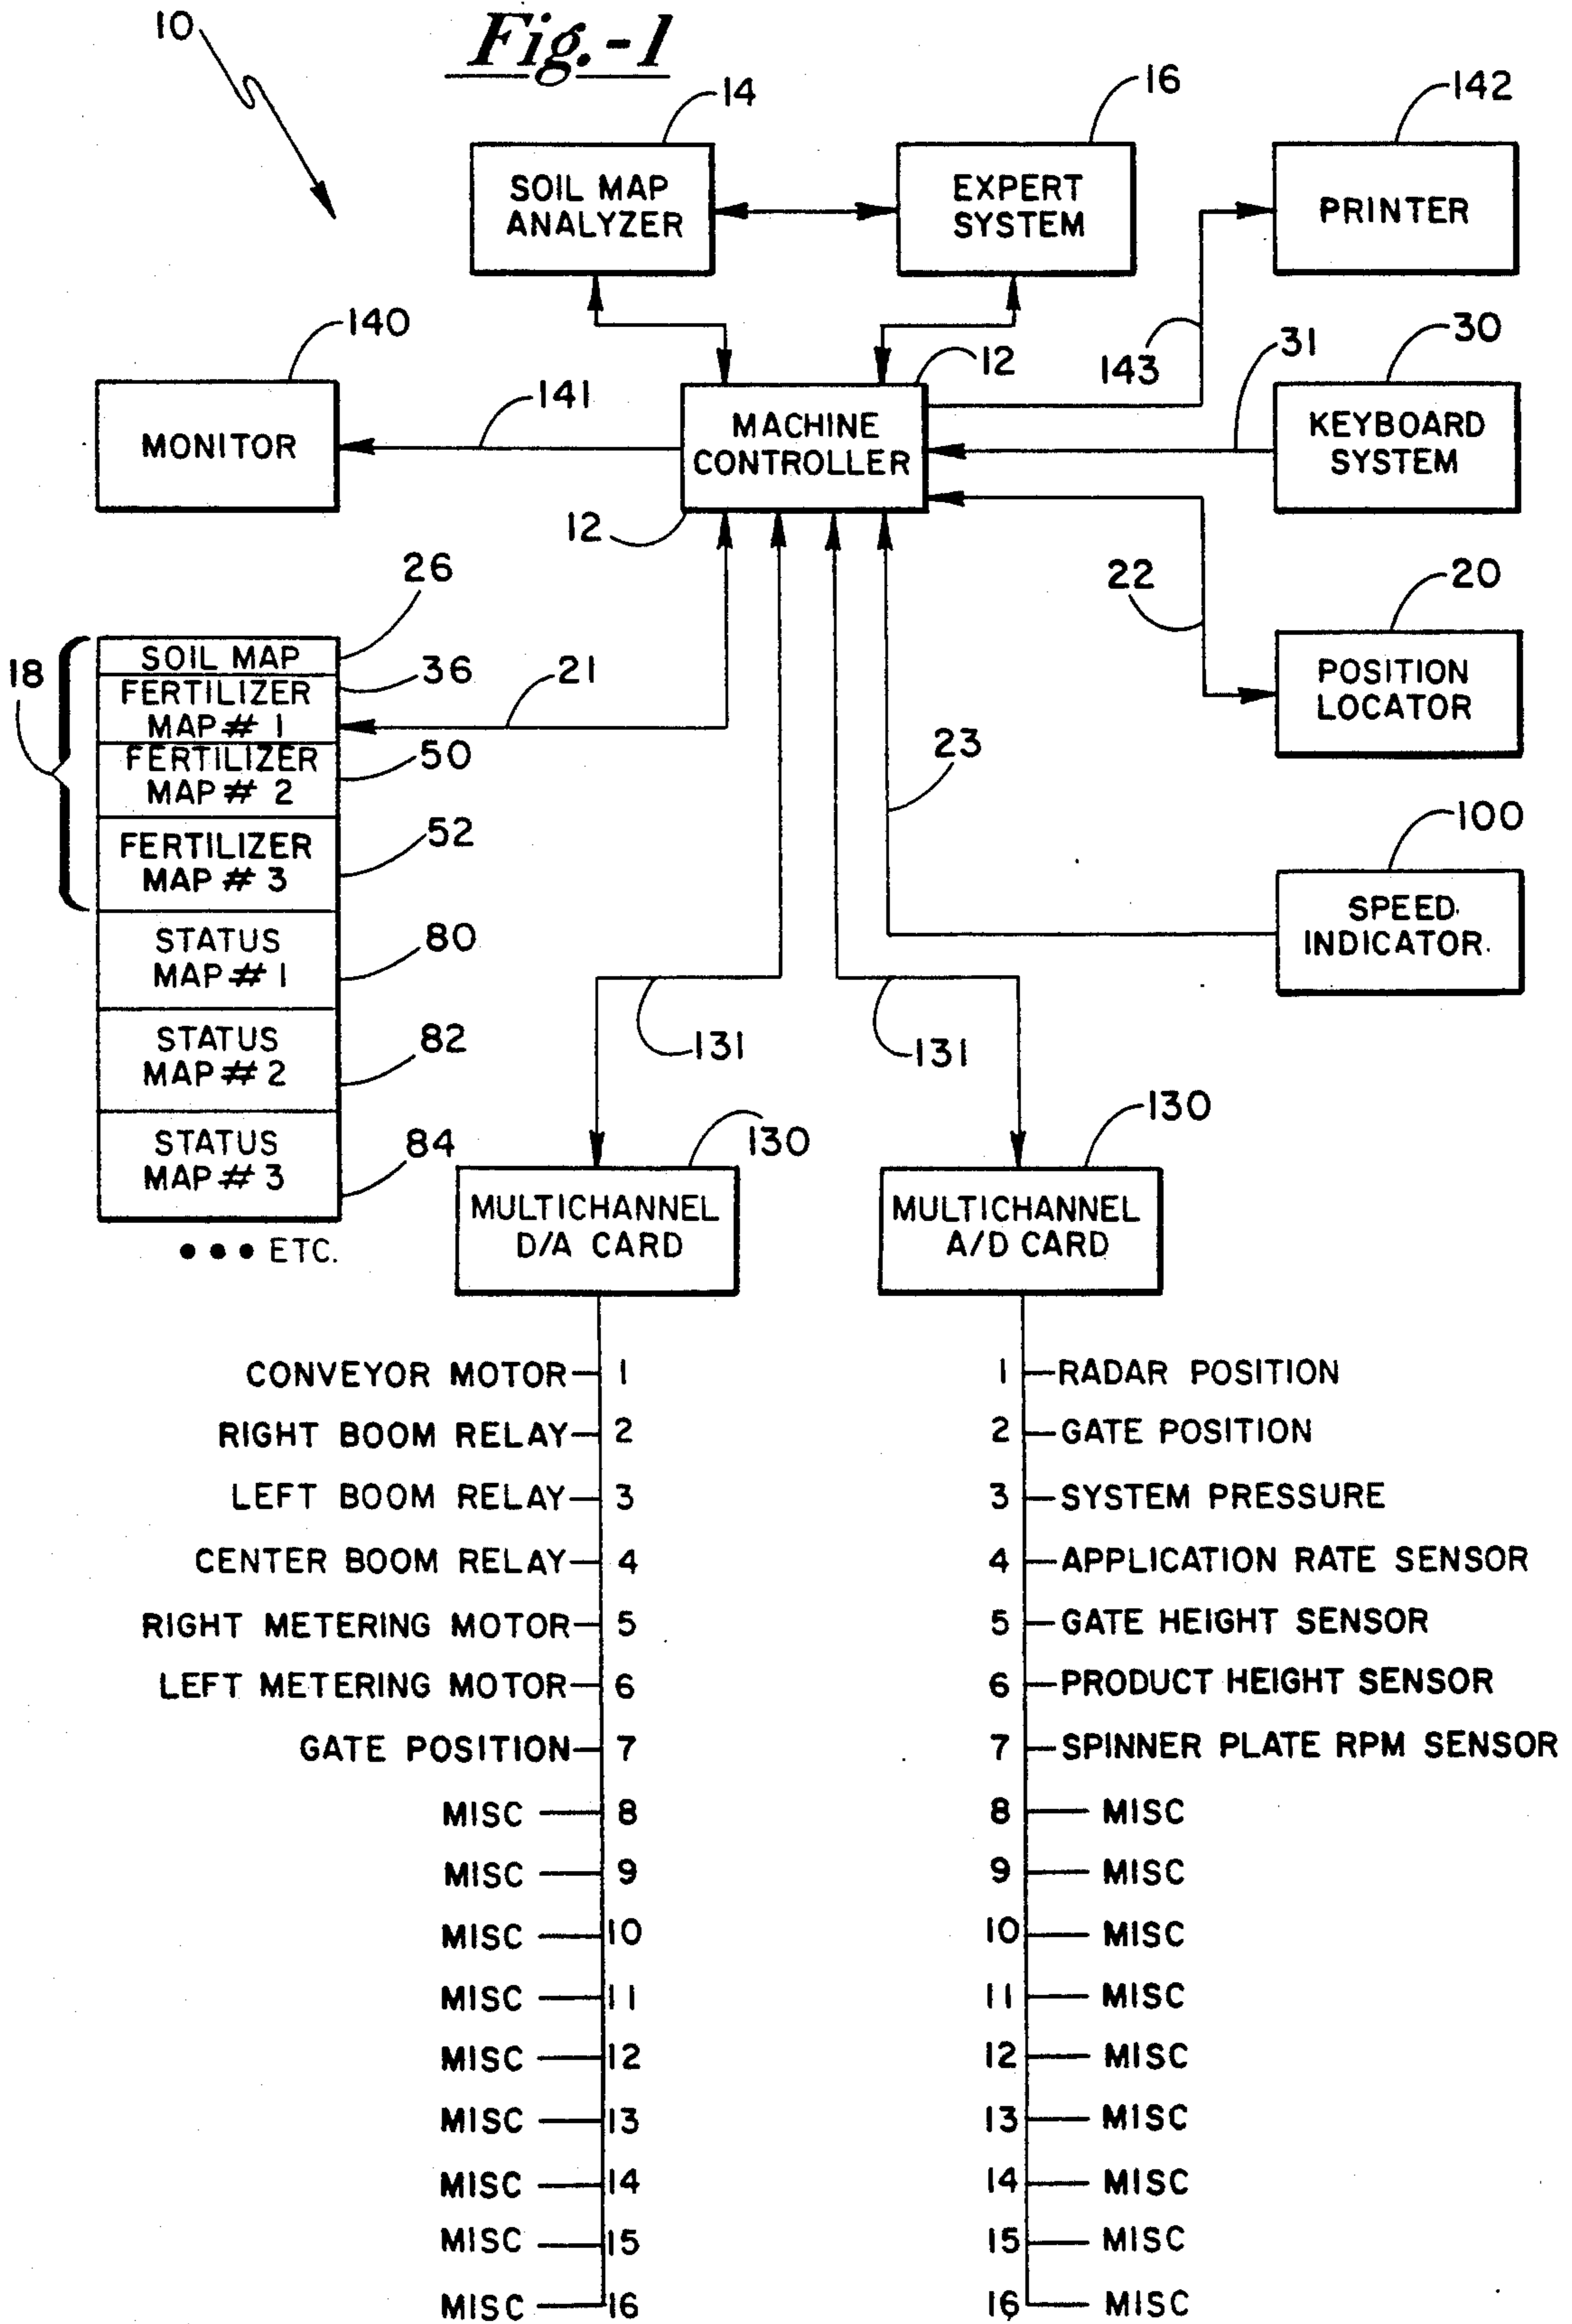 10
Fig.-1
14
16
142
SOIL MAP
ANALYZER
EXPERT
SYSTEM
PRINTER
140
141
12
143
31
30
MONITOR
MACHINE
CONTROLLER
KEYBOARD
SYSTEM
12
26
22
20
18
SOIL MAP
36
FERTILIZER
MAP # 1
21
POSITION
LOCATOR
50
FERTILIZER
MAP # 2
23
52
FERTILIZER
MAP # 3
100
SPEED
INDICATOR
80
STATUS
MAP # 1
82
STATUS
MAP # 2
131
131
84
STATUS
MAP # 3
130
130
••• ETC.
MULTICHANNEL
D/A CARD
MULTICHANNEL
A/D CARD
CONVEYOR MOTOR 1
RIGHT BOOM RELAY 2
LEFT BOOM RELAY 3
CENTER BOOM RELAY 4
RIGHT METERING MOTOR 5
LEFT METERING MOTOR 6
GATE POSITION 7
MISC 8
MISC 9
MISC 10
MISC 11
MISC 12
MISC 13
MISC 14
MISC 15
MISC 16
1 RADAR POSITION
2 GATE POSITION
3 SYSTEM PRESSURE
4 APPLICATION RATE SENSOR
5 GATE HEIGHT SENSOR
6 PRODUCT HEIGHT SENSOR
7 SPINNER PLATE RPM SENSOR
8 MISC
9 MISC
10 MISC
11 MISC
12 MISC
13 MISC
14 MISC
15 MISC
16 MISC